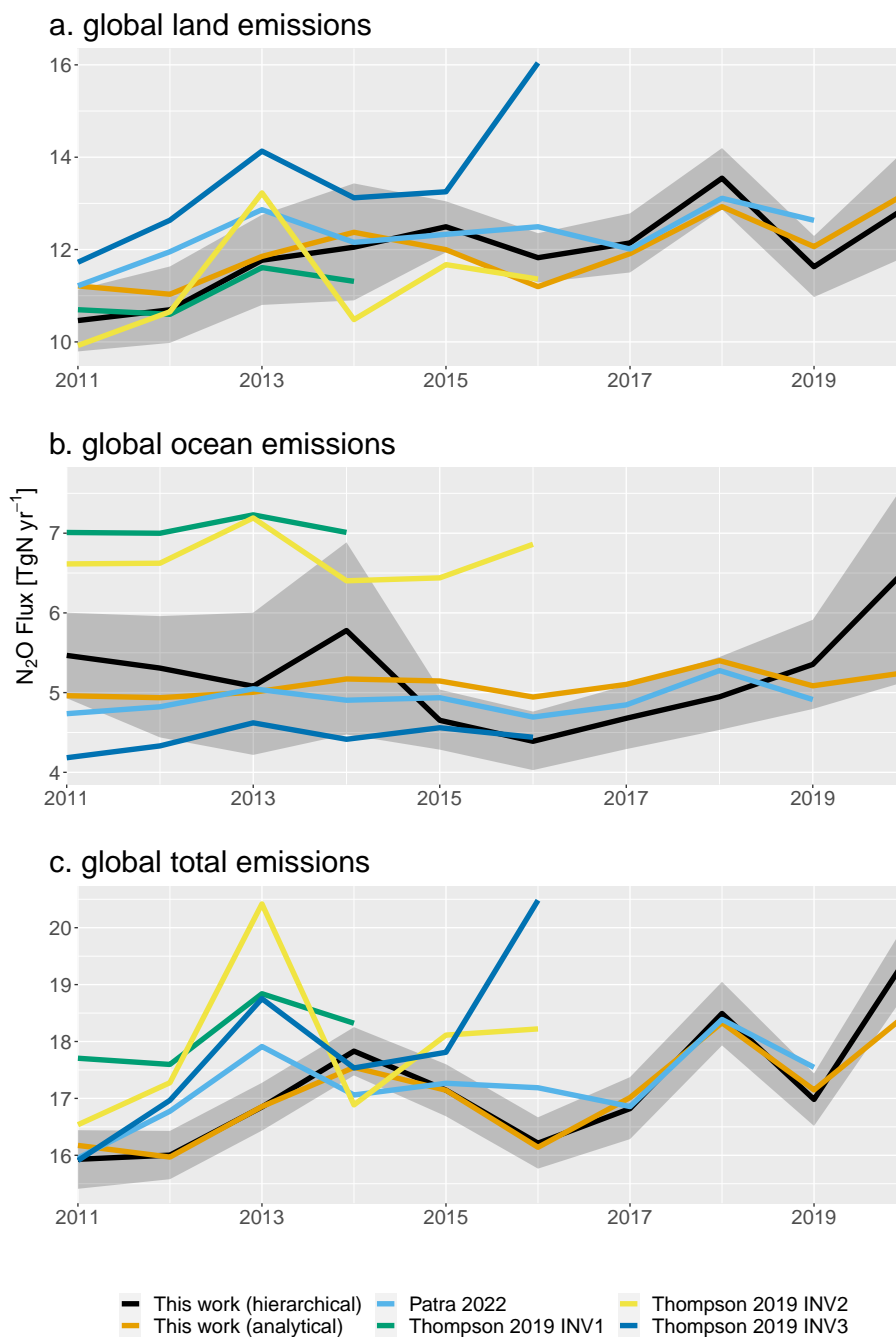 a. global land emissions
16
14
12
10
2011 2013 2015 2017 2019
b. global ocean emissions
N₂O Flux [TgN yr⁻¹]
7
6
5
4
2011 2013 2015 2017 2019
c. global total emissions
20
19
18
17
16
2011 2013 2015 2017 2019
This work (hierarchical) Patra 2022 Thompson 2019 INV2
This work (analytical) Thompson 2019 INV1 Thompson 2019 INV3